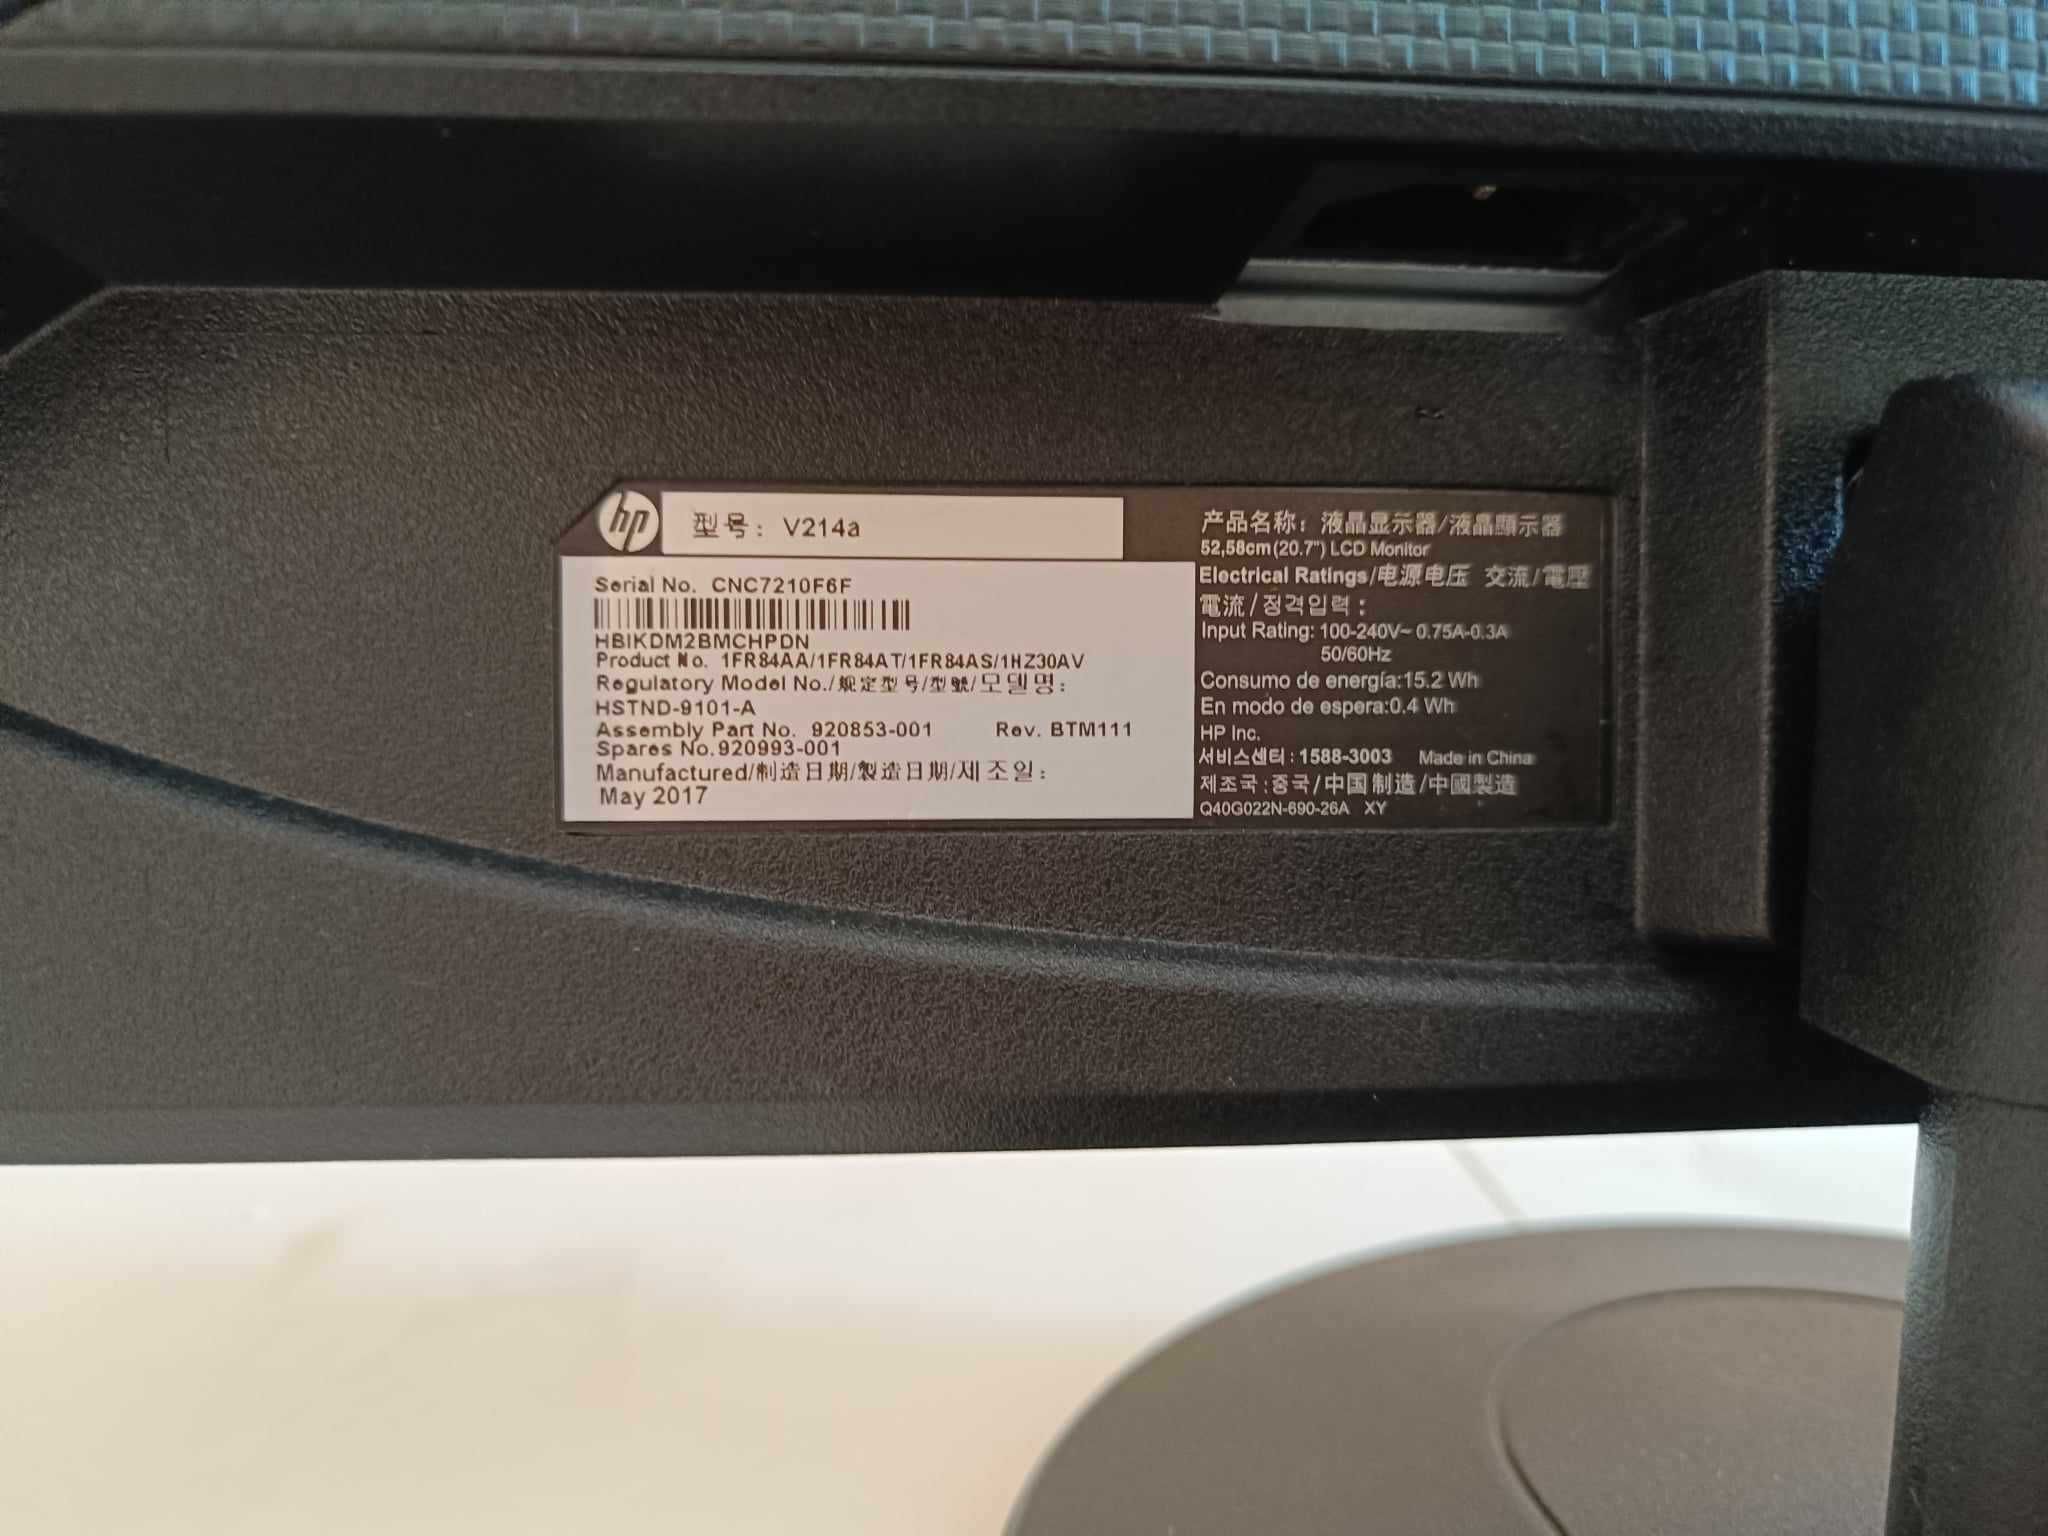 hp
型号: V214a
Serial No. CNC7210F6F
HBIKDM2BMCHPDN
Product No. 1FR84AA/1FR84AT/1FR84AS/1HZ30AV
Regulatory Model No./规定型号/型號/모델명:
HSTND-9101-A
Assembly Part No. 920853-001 Rev. BTM111
Spares No.920993-001
Manufactured/制造日期/製造日期/제조일:
May 2017
产品名称: 液晶显示器/液晶顯示器
52,58cm(20.7") LCD Monitor
Electrical Ratings/电源电压 交流/電壓
電流/정격입력:
Input Rating: 100-240V~ 0.75A-0.3A
50/60Hz
Consumo de energía:15.2 Wh
En modo de espera:0.4 Wh
HP Inc.
서비스센터: 1588-3003 Made in China
제조국:중국/中国制造/中國製造
Q40G022N-690-26A XY